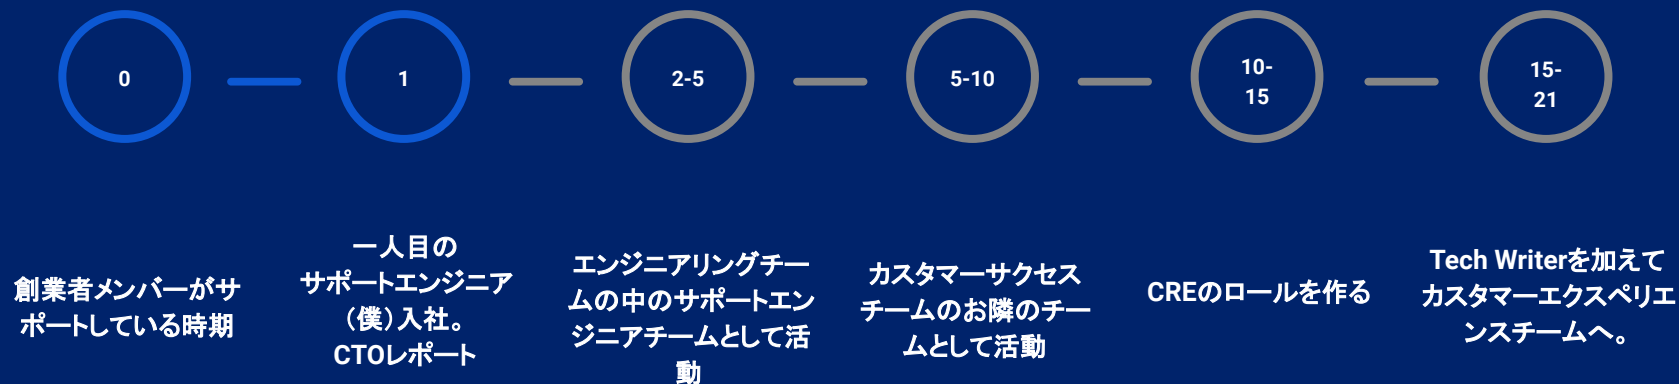 0
1
2-5
5-10
10-
15
15-
21
創業者メンバーがサ
ポートしている時期
一人目の
サポートエンジニア
（僕）入社。
CTOレポート
エンジニアリングチー
ムの中のサポートエン
ジニアチームとして活
動
カスタマーサクセス
チームのお隣のチー
ムとして活動
CREのロールを作る
Tech Writerを加えて
カスタマーエクスペリエ
ンスチームへ。